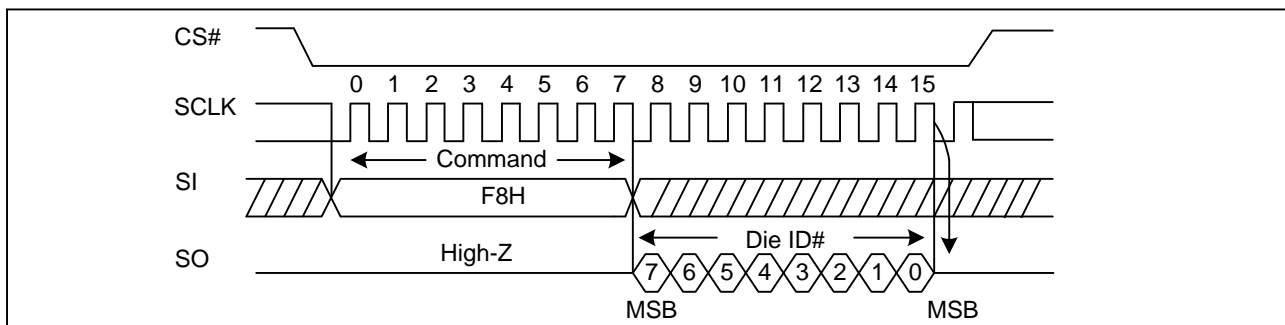 CS#
0 1 2 3 4 5 6 7 8 9 10 11 12 13 14 15
SCLK
Command
SI
F8H
Die ID#
SO
High-Z
7 6 5 4 3 2 1 0
MSB MSB